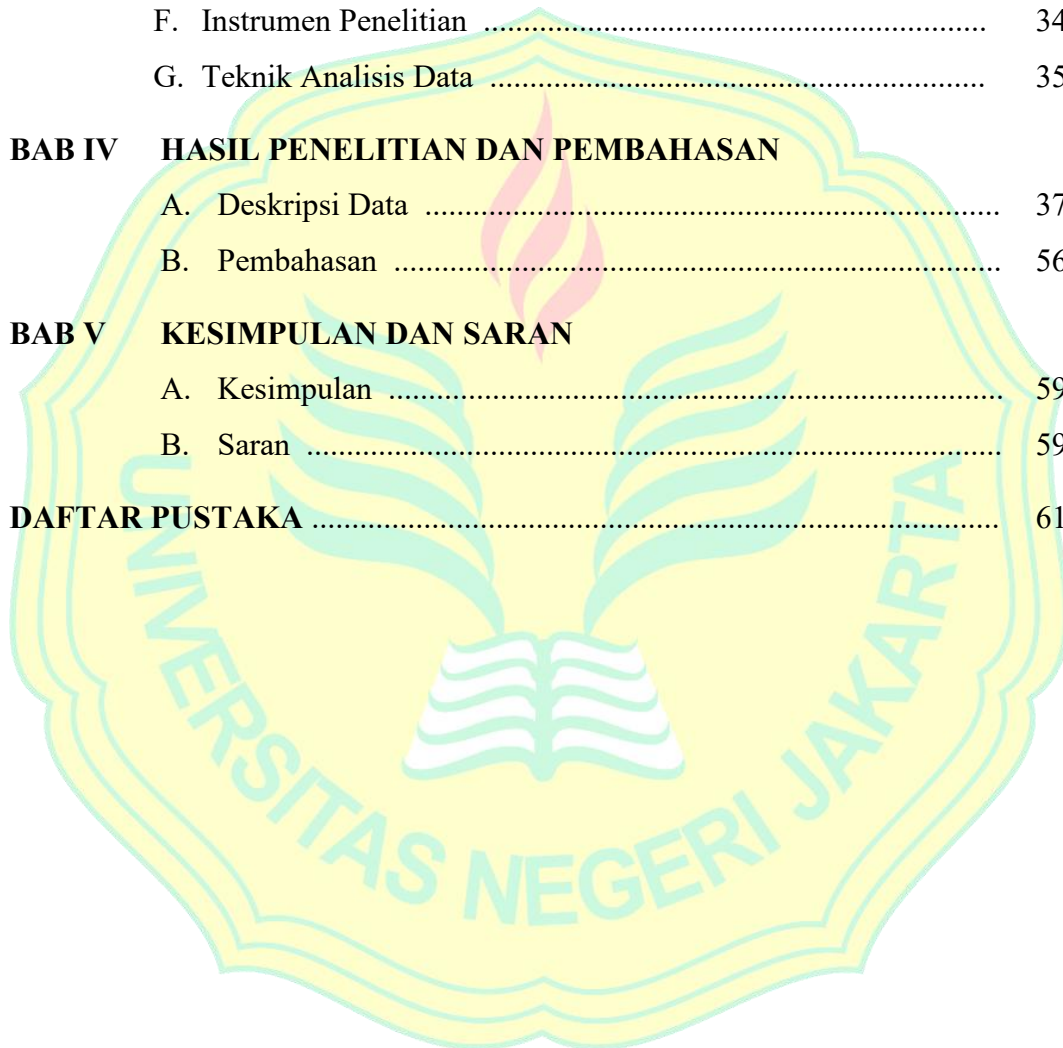 F. Instrumen Penelitian ................................................................. 34
G. Teknik Analisis Data ................................................................ 35
BAB IV HASIL PENELITIAN DAN PEMBAHASAN
A. Deskripsi Data .......................................................................... 37
B. Pembahasan .............................................................................. 56
BAB V KESIMPULAN DAN SARAN
A. Kesimpulan ............................................................................... 59
B. Saran ......................................................................................... 59
DAFTAR PUSTAKA ........................................................................................ 61
UNIVERSITAS NEGERI JAKARTA